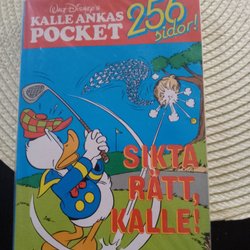 WALT DISNEY'S
KALLE ANKAS
POCKET
256
sidor!
SIKTA
RÄTT,
KALLE!